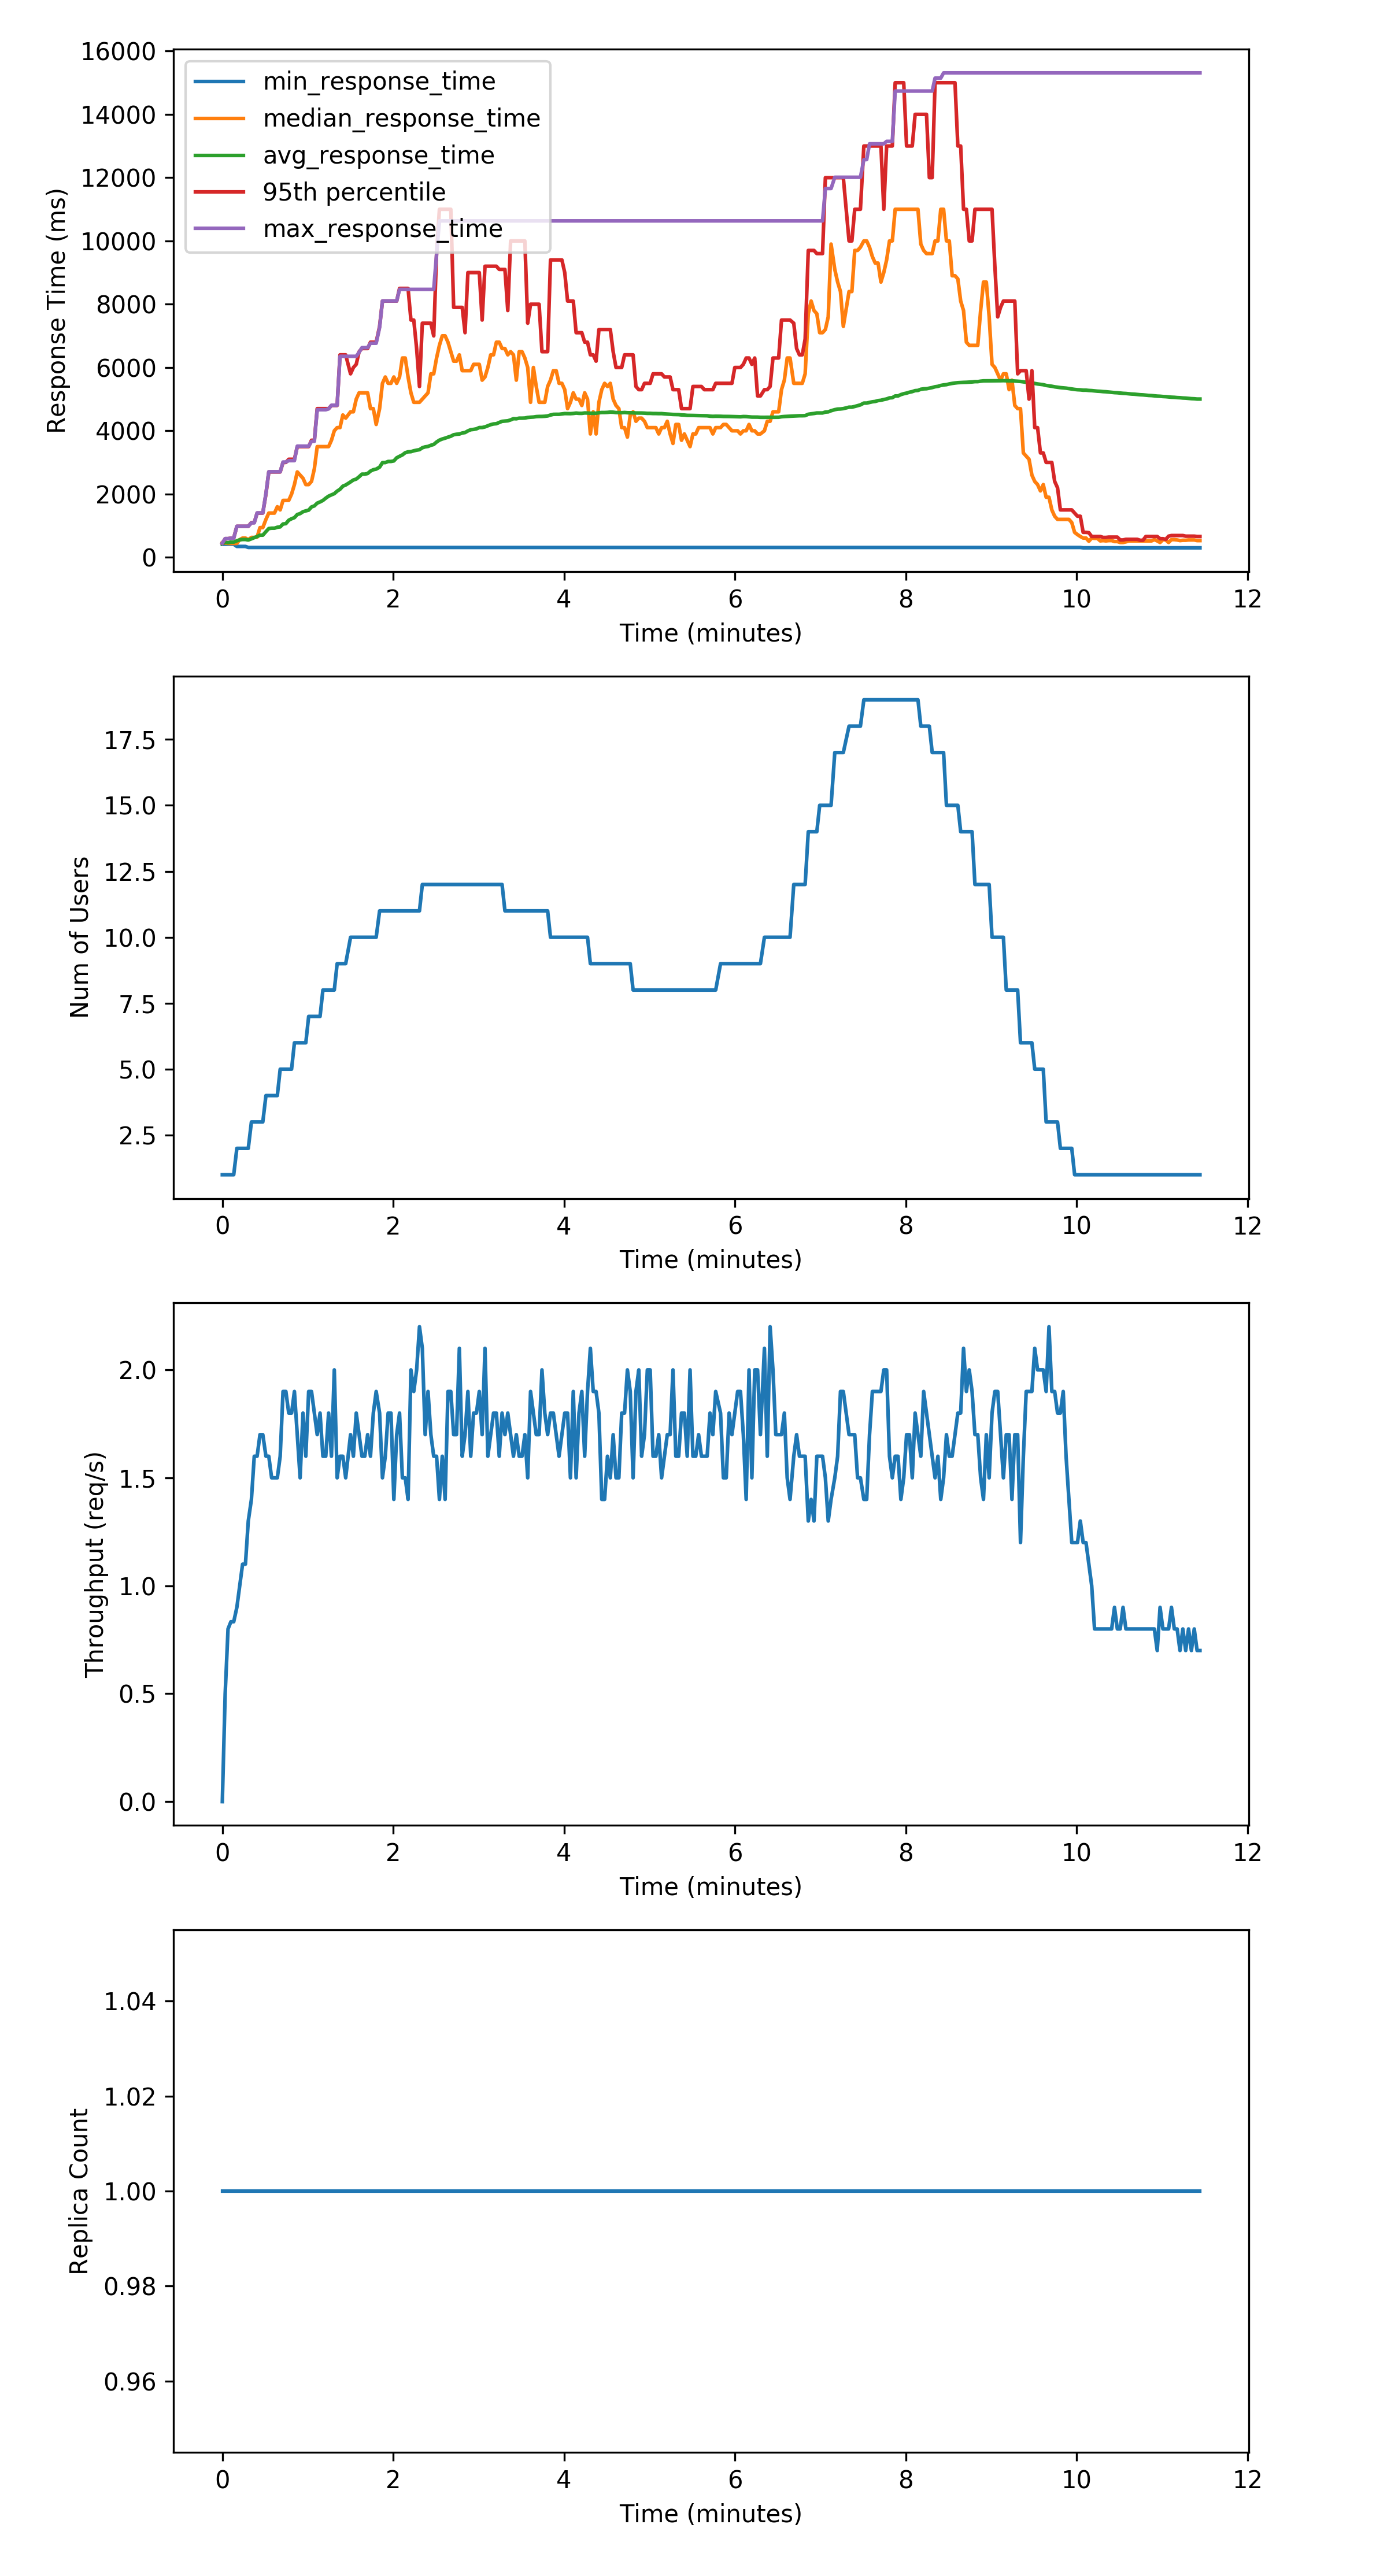 16000
14000
12000
10000
8000
6000
4000
2000
0
Response Time (ms)
min_response_time
median_response_time
avg_response_time
95th percentile
max_response_time
0 2 4 6 8 10 12
Time (minutes)
17.5
15.0
12.5
10.0
7.5
5.0
2.5
Num of Users
0 2 4 6 8 10 12
Time (minutes)
2.0
1.5
1.0
0.5
0.0
Throughput (req/s)
0 2 4 6 8 10 12
Time (minutes)
1.04
1.02
1.00
0.98
0.96
Replica Count
0 2 4 6 8 10 12
Time (minutes)